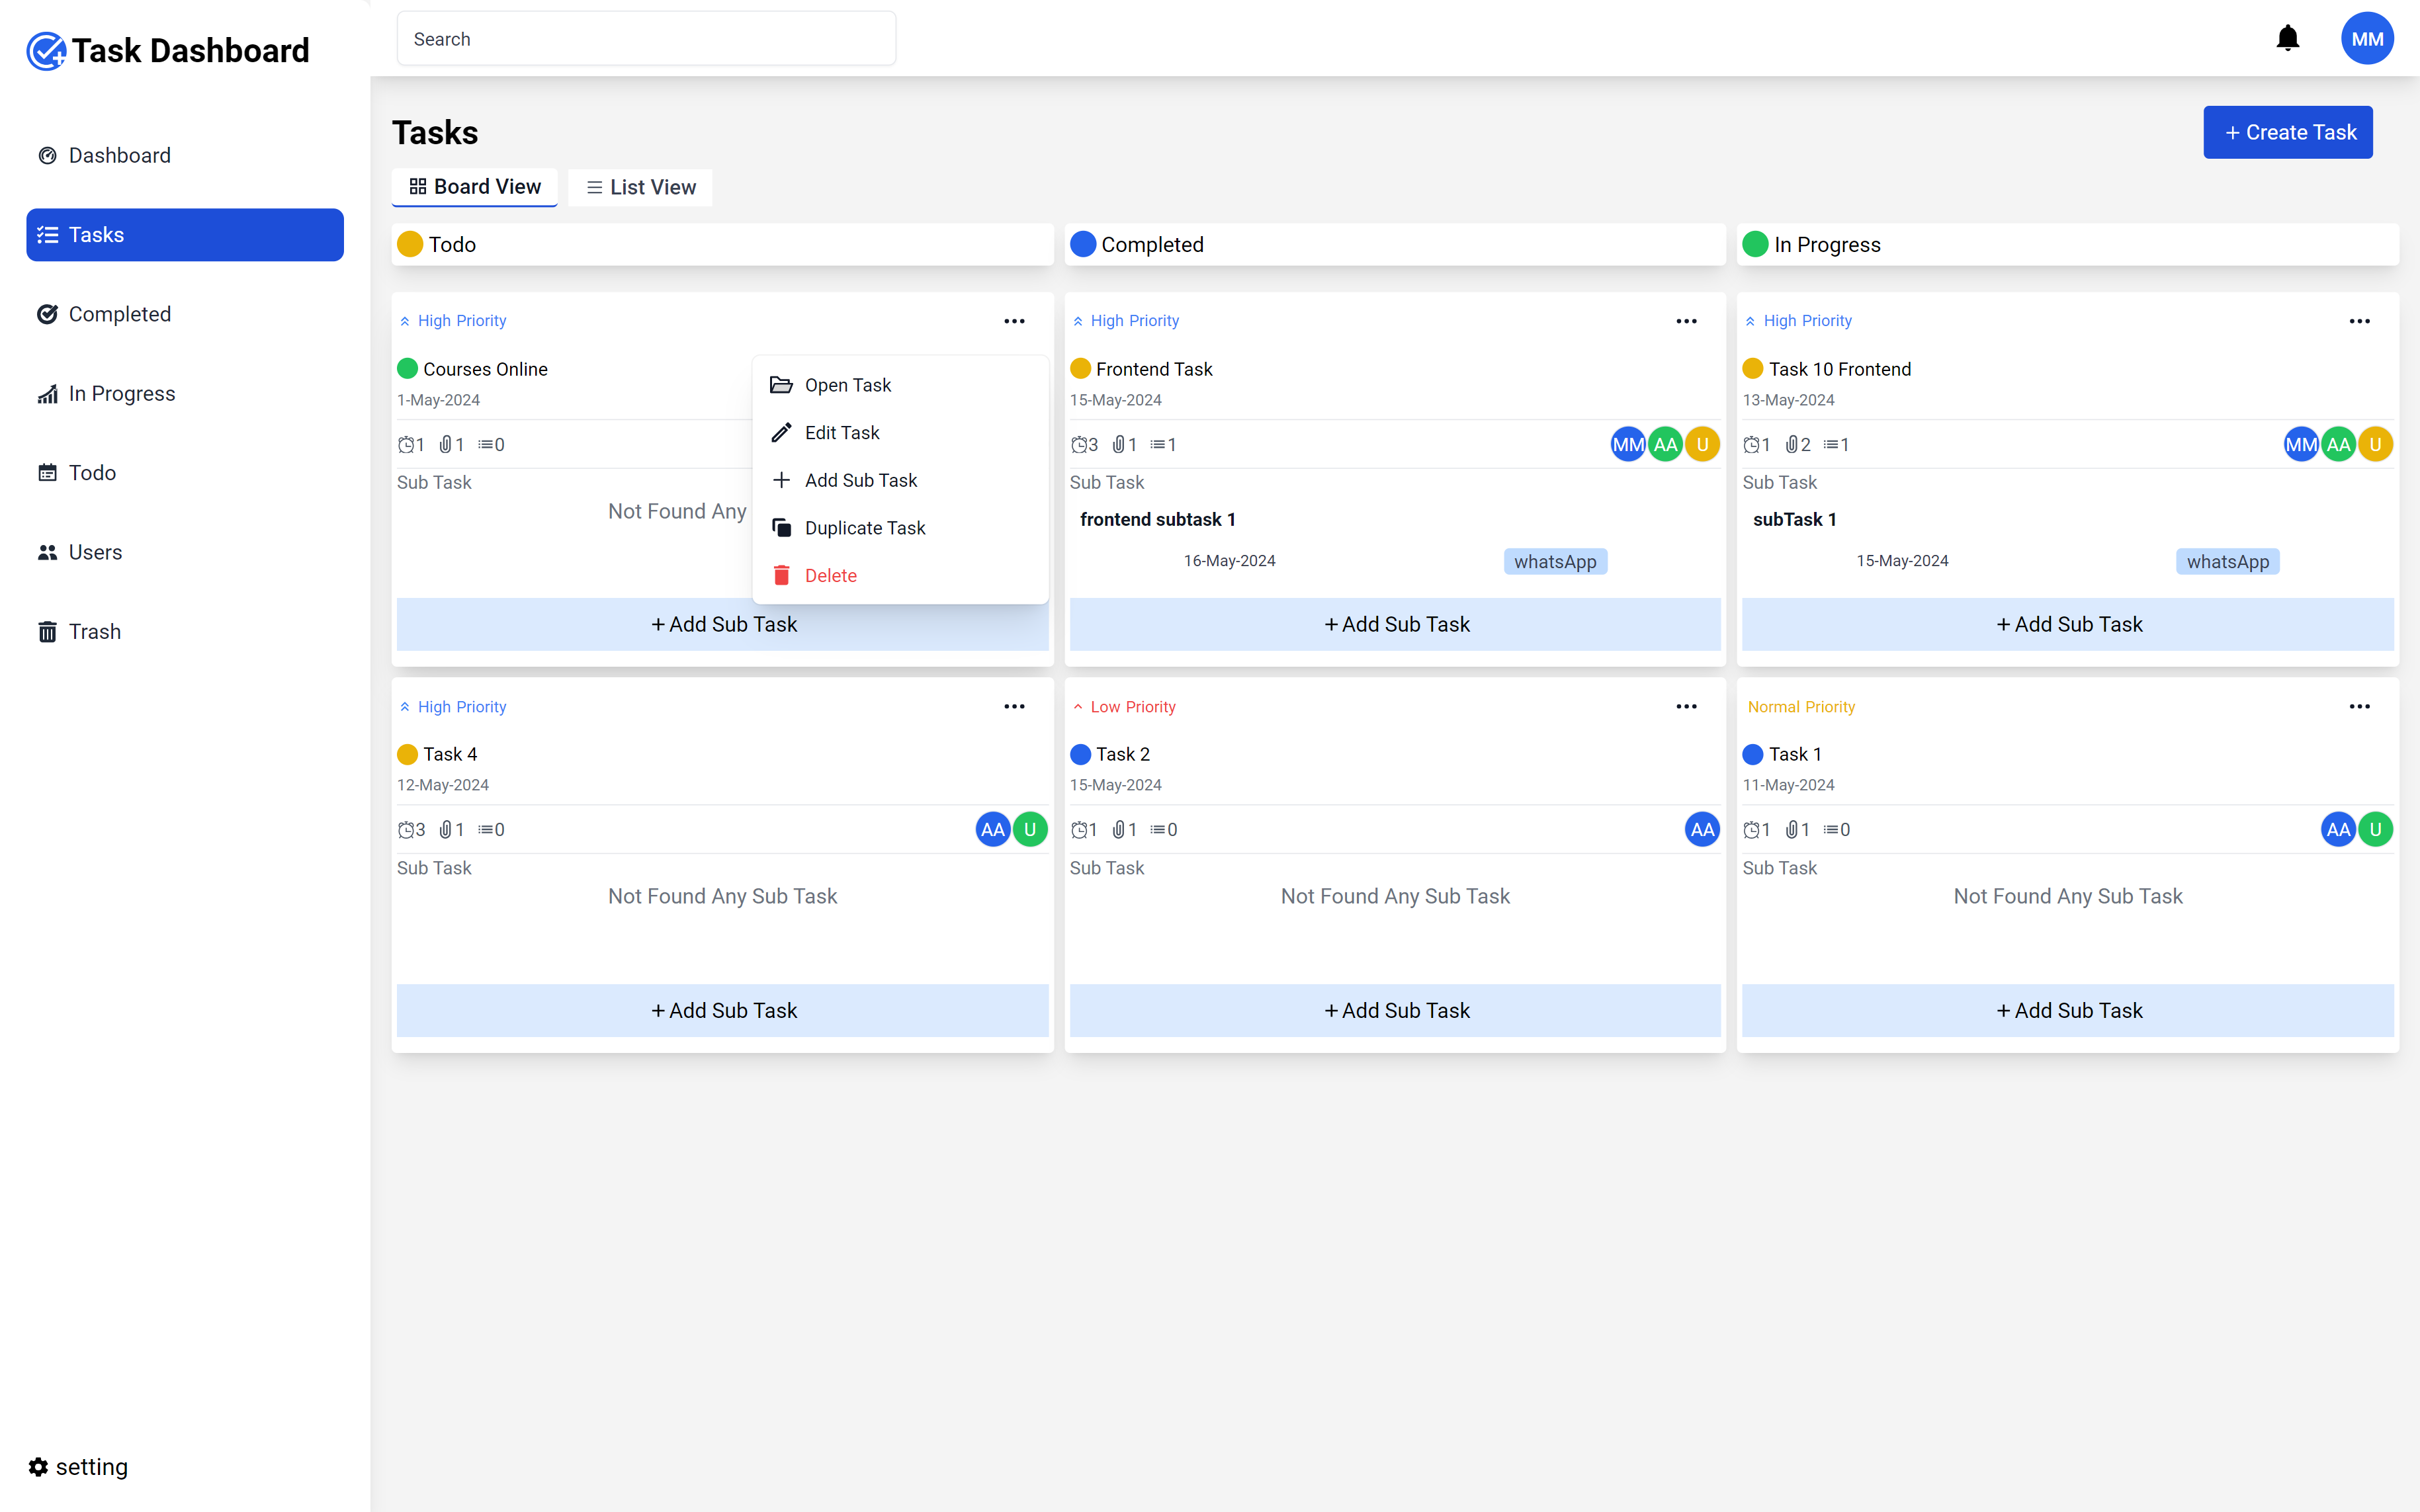 Task Dashboard
Dashboard
Tasks
Completed
In Progress
Todo
Users
Trash
setting
Search
MM
Tasks
+ Create Task
Board View
List View
Todo
Completed
In Progress
High Priority
Courses Online
1-May-2024
1 1 0
Sub Task
Not Found Any
+ Add Sub Task
Open Task
Edit Task
Add Sub Task
Duplicate Task
Delete
High Priority
Frontend Task
15-May-2024
3 1 1
MM AA U
Sub Task
frontend subtask 1
16-May-2024 whatsApp
+ Add Sub Task
High Priority
Task 10 Frontend
13-May-2024
1 2 1
MM AA U
Sub Task
subTask 1
15-May-2024 whatsApp
+ Add Sub Task
High Priority
Task 4
12-May-2024
3 1 0
AA U
Sub Task
Not Found Any Sub Task
+ Add Sub Task
Low Priority
Task 2
15-May-2024
1 1 0
AA
Sub Task
Not Found Any Sub Task
+ Add Sub Task
Normal Priority
Task 1
11-May-2024
1 1 0
AA U
Sub Task
Not Found Any Sub Task
+ Add Sub Task